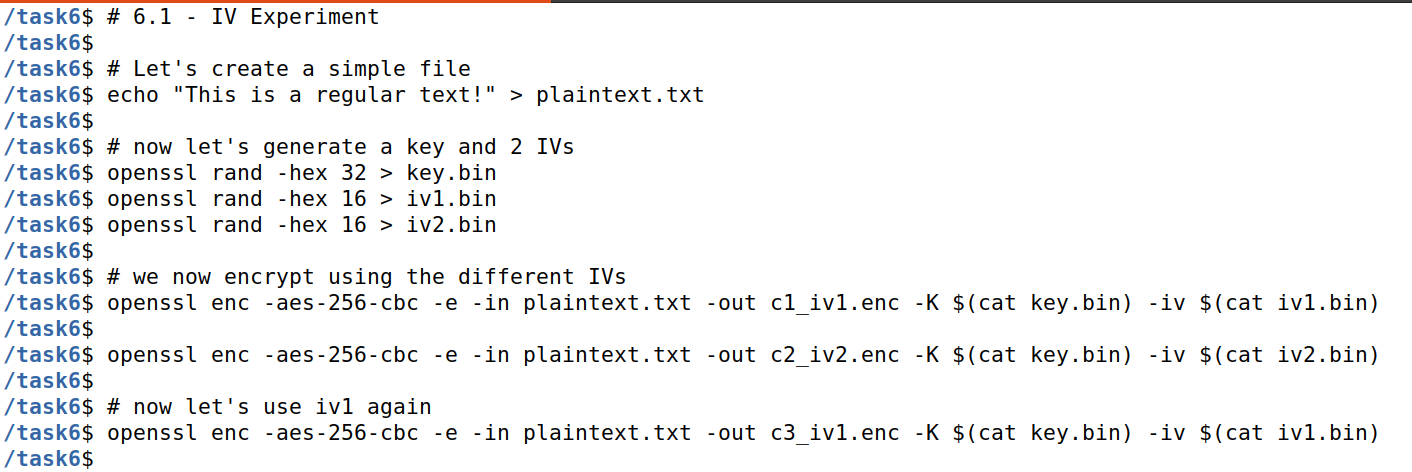 /task6$ # 6.1 - IV Experiment
/task6$
/task6$ # Let's create a simple file
/task6$ echo "This is a regular text!" > plaintext.txt
/task6$
/task6$ # now let's generate a key and 2 IVs
/task6$ openssl rand -hex 32 > key.bin
/task6$ openssl rand -hex 16 > iv1.bin
/task6$ openssl rand -hex 16 > iv2.bin
/task6$
/task6$ # we now encrypt using the different IVs
/task6$ openssl enc -aes-256-cbc -e -in plaintext.txt -out c1_iv1.enc -K $(cat key.bin) -iv $(cat iv1.bin)
/task6$
/task6$ openssl enc -aes-256-cbc -e -in plaintext.txt -out c2_iv2.enc -K $(cat key.bin) -iv $(cat iv2.bin)
/task6$
/task6$ # now let's use iv1 again
/task6$ openssl enc -aes-256-cbc -e -in plaintext.txt -out c3_iv1.enc -K $(cat key.bin) -iv $(cat iv1.bin)
/task6$